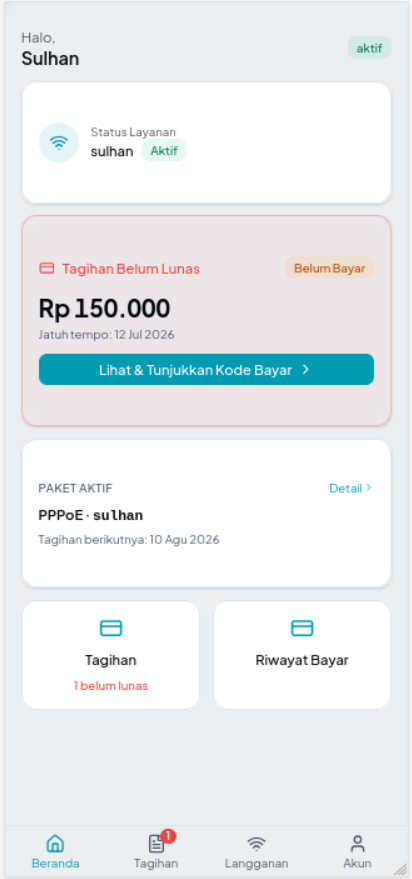 Halo,
Sulhan
aktif
Status Layanan
sulhan Aktif
Tagihan Belum Lunas
Belum Bayar
Rp 150.000
Jatuh tempo: 12 Jul 2026
Lihat & Tunjukkan Kode Bayar
PAKET AKTIF
Detail
PPPoE · sulhan
Tagihan berikutnya: 10 Agu 2026
Tagihan
1 belum lunas
Riwayat Bayar
Beranda
1
Tagihan
Langganan
Akun